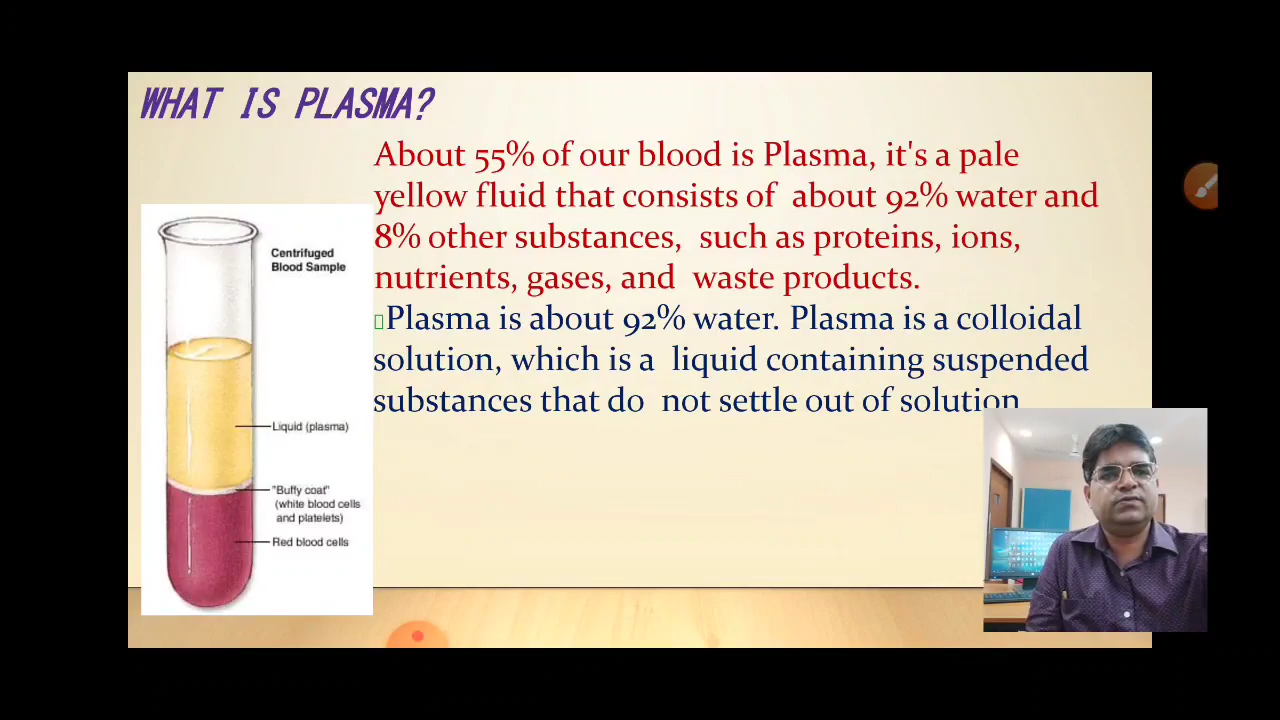 WHAT IS PLASMA?
About 55% of our blood is Plasma, it's a pale
yellow fluid that consists of about 92% water and
8% other substances, such as proteins, ions,
nutrients, gases, and waste products.
Plasma is about 92% water. Plasma is a colloidal
solution, which is a liquid containing suspended
substances that do not settle out of solution
Centrifuged
Blood Sample
Liquid (plasma)
"Buffy coat"
(white blood cells
and platelets)
Red blood cells